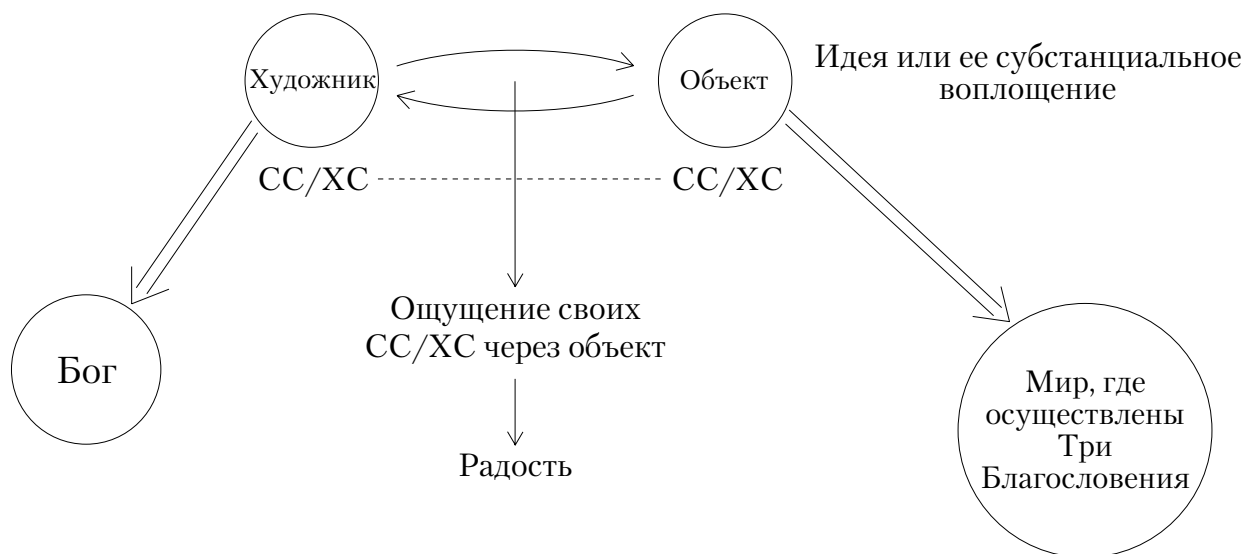 Художник
Объект
Идея или ее субстанциальное
воплощение
СС/ХС
СС/ХС
Ощущение своих
СС/ХС через объект
Бог
Мир, где
осуществлены
Три
Благословения
Радость